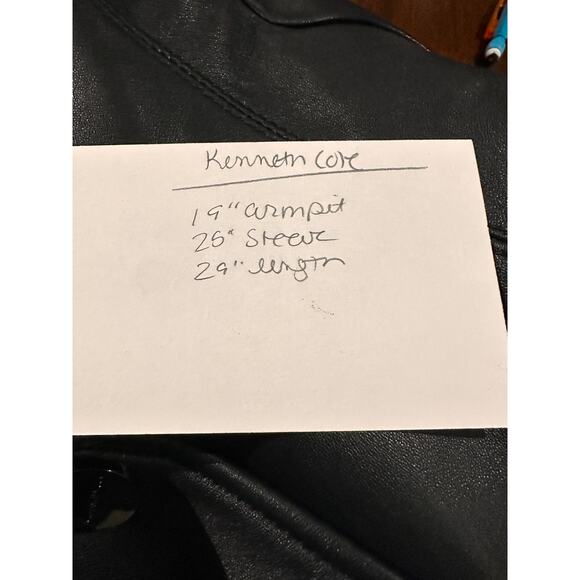 Kenneth Cole
19" armpit
25" Sleeve
29" length